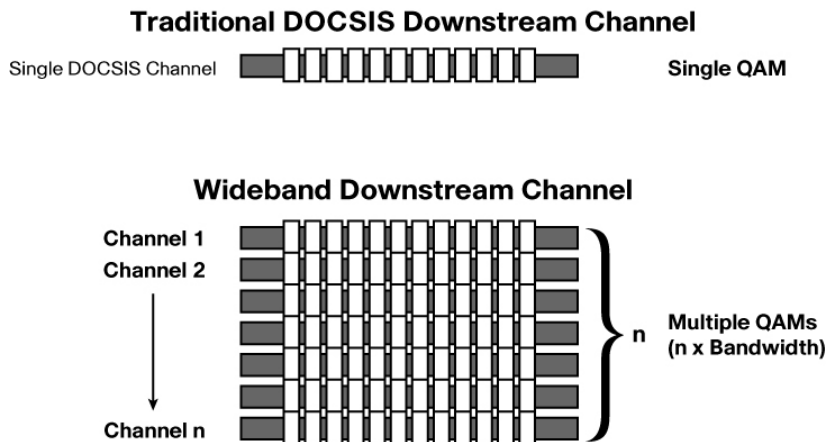 Traditional DOCSIS Downstream Channel
Single DOCSIS Channel
Single QAM
Wideband Downstream Channel
Channel 1
Channel 2
Channel n
n
Multiple QAMs
(n x Bandwidth)